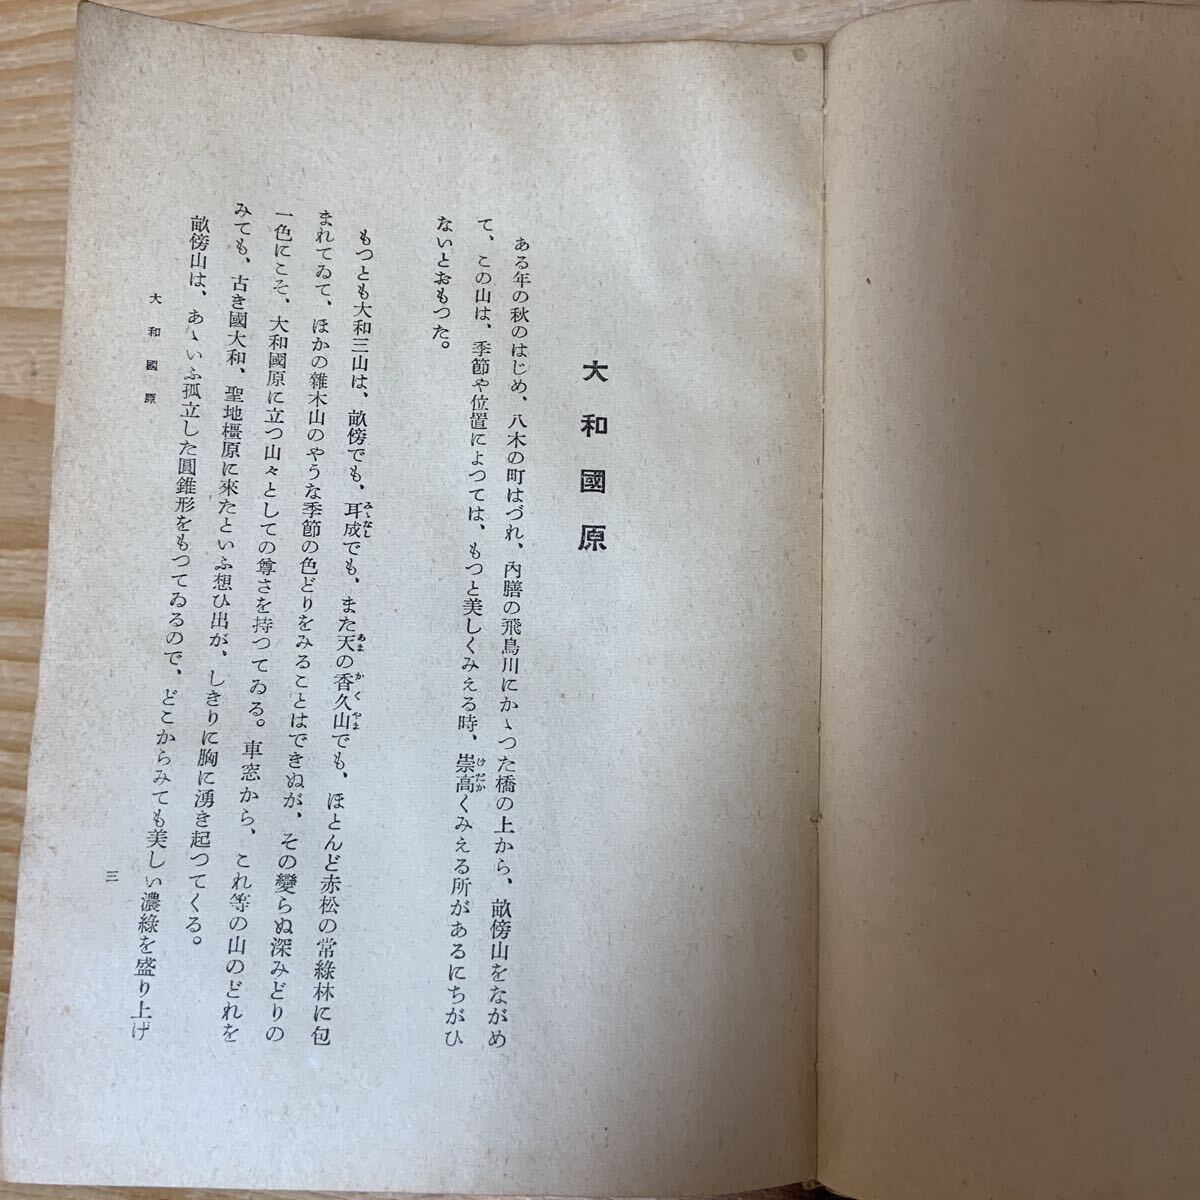 大和國原
ある年の秋のはじめ、八木の町はづれ、內膳の飛鳥川にかゝつた橋の上から、畝傍山をながめ
て、この山は、季節や位置によつては、もつと美しくみえる時、崇高くみえる所があるにちがひ
けだか
ないとおもつた。
もつとも大和三山は、畝傍でも、耳成でも、また天の香久山でも、ほとんど赤松の常綠林に包
みゝなし
あま
かくやま
まれてゐて、ほかの雜木山のやうな季節の色どりをみることはできぬが、その變らぬ深みどりの
一色にこそ、大和國原に立つ山々としての尊さを持つてゐる。車窓から、これ等の山のどれを
みても、古き國大和、聖地橿原に來たといふ想ひ出が、しきりに胸に湧き起つてくる。
畝傍山は、あゝいふ孤立した圓錐形をもつてゐるので、どこからみても美しい濃綠を盛り上げ
大和國原
三